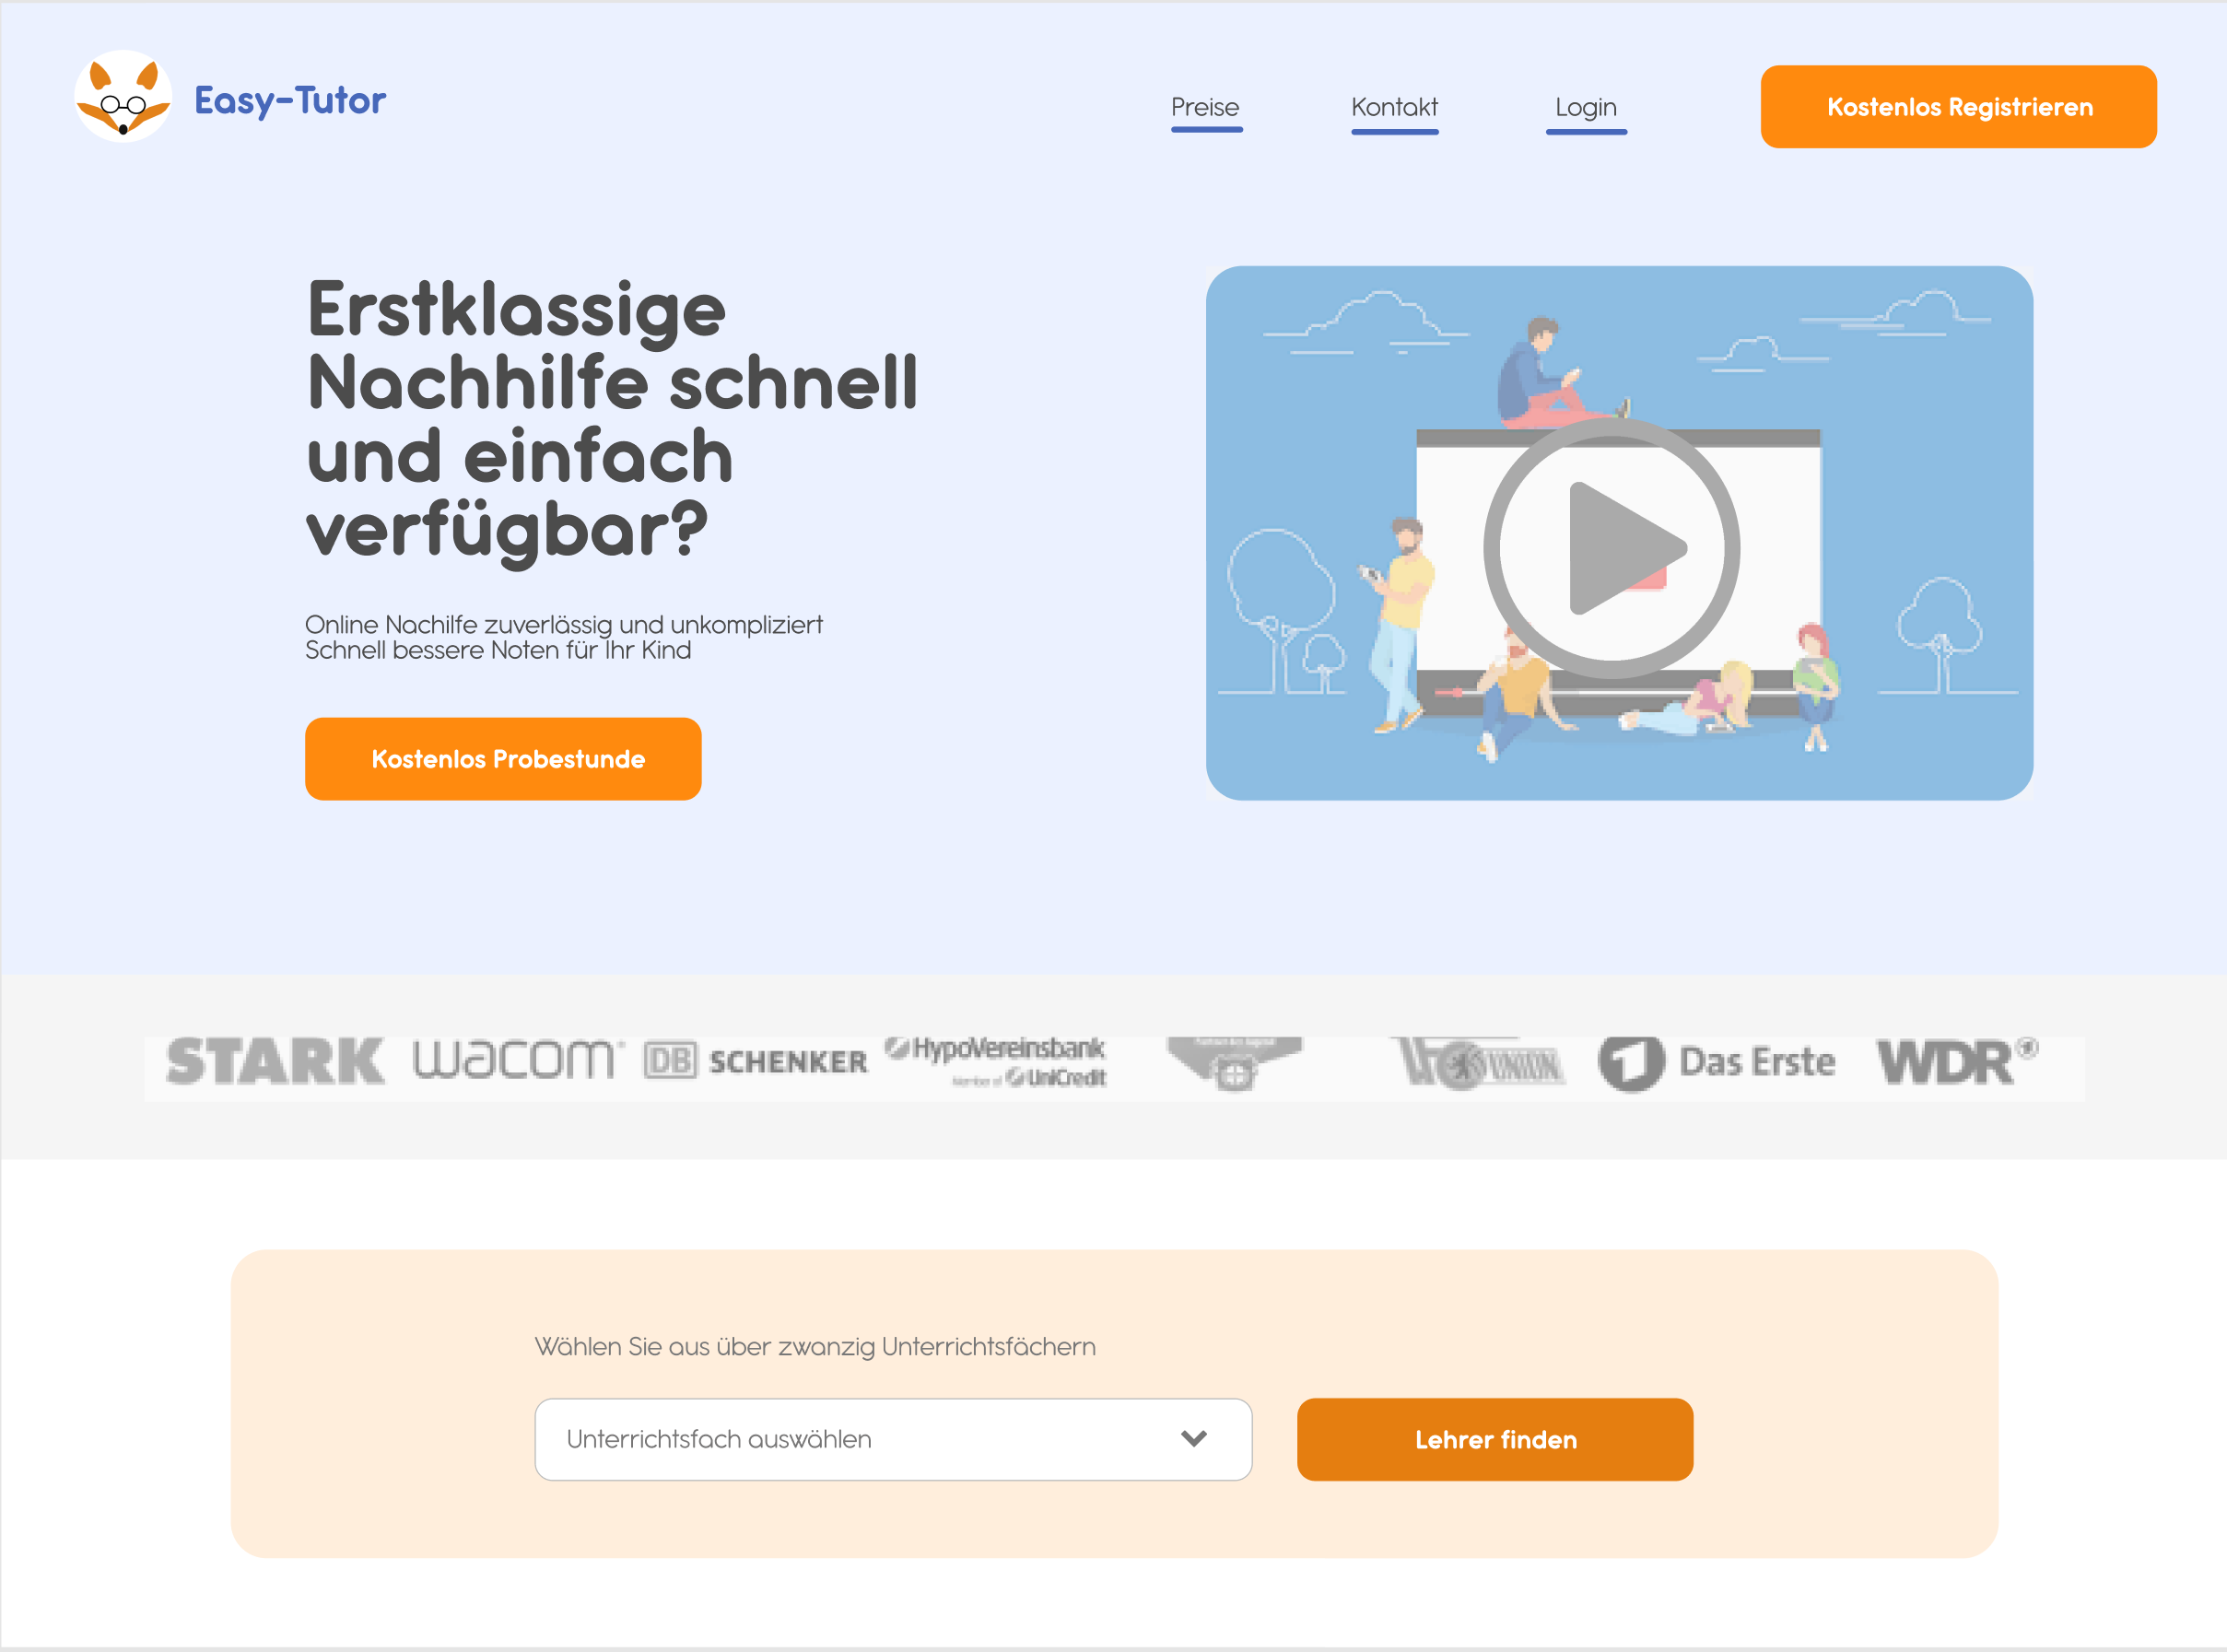 Easy-Tutor
Preise
Kontakt
Login
Kostenlos Registrieren
Erstklassige
Nachhilfe schnell
und einfach
verfügbar?
Online Nachilfe zuverlässig und unkompliziert
Schnell bessere Noten für Ihr Kind
Kostenlos Probestunde
STARK
wacom
DB SCHENKER
HypoVereinsbank
Member of UniCredit
UNION
1 Das Erste
WDR
Wählen Sie aus über zwanzig Unterrichtsfächern
Unterrichtsfach auswählen
Lehrer finden